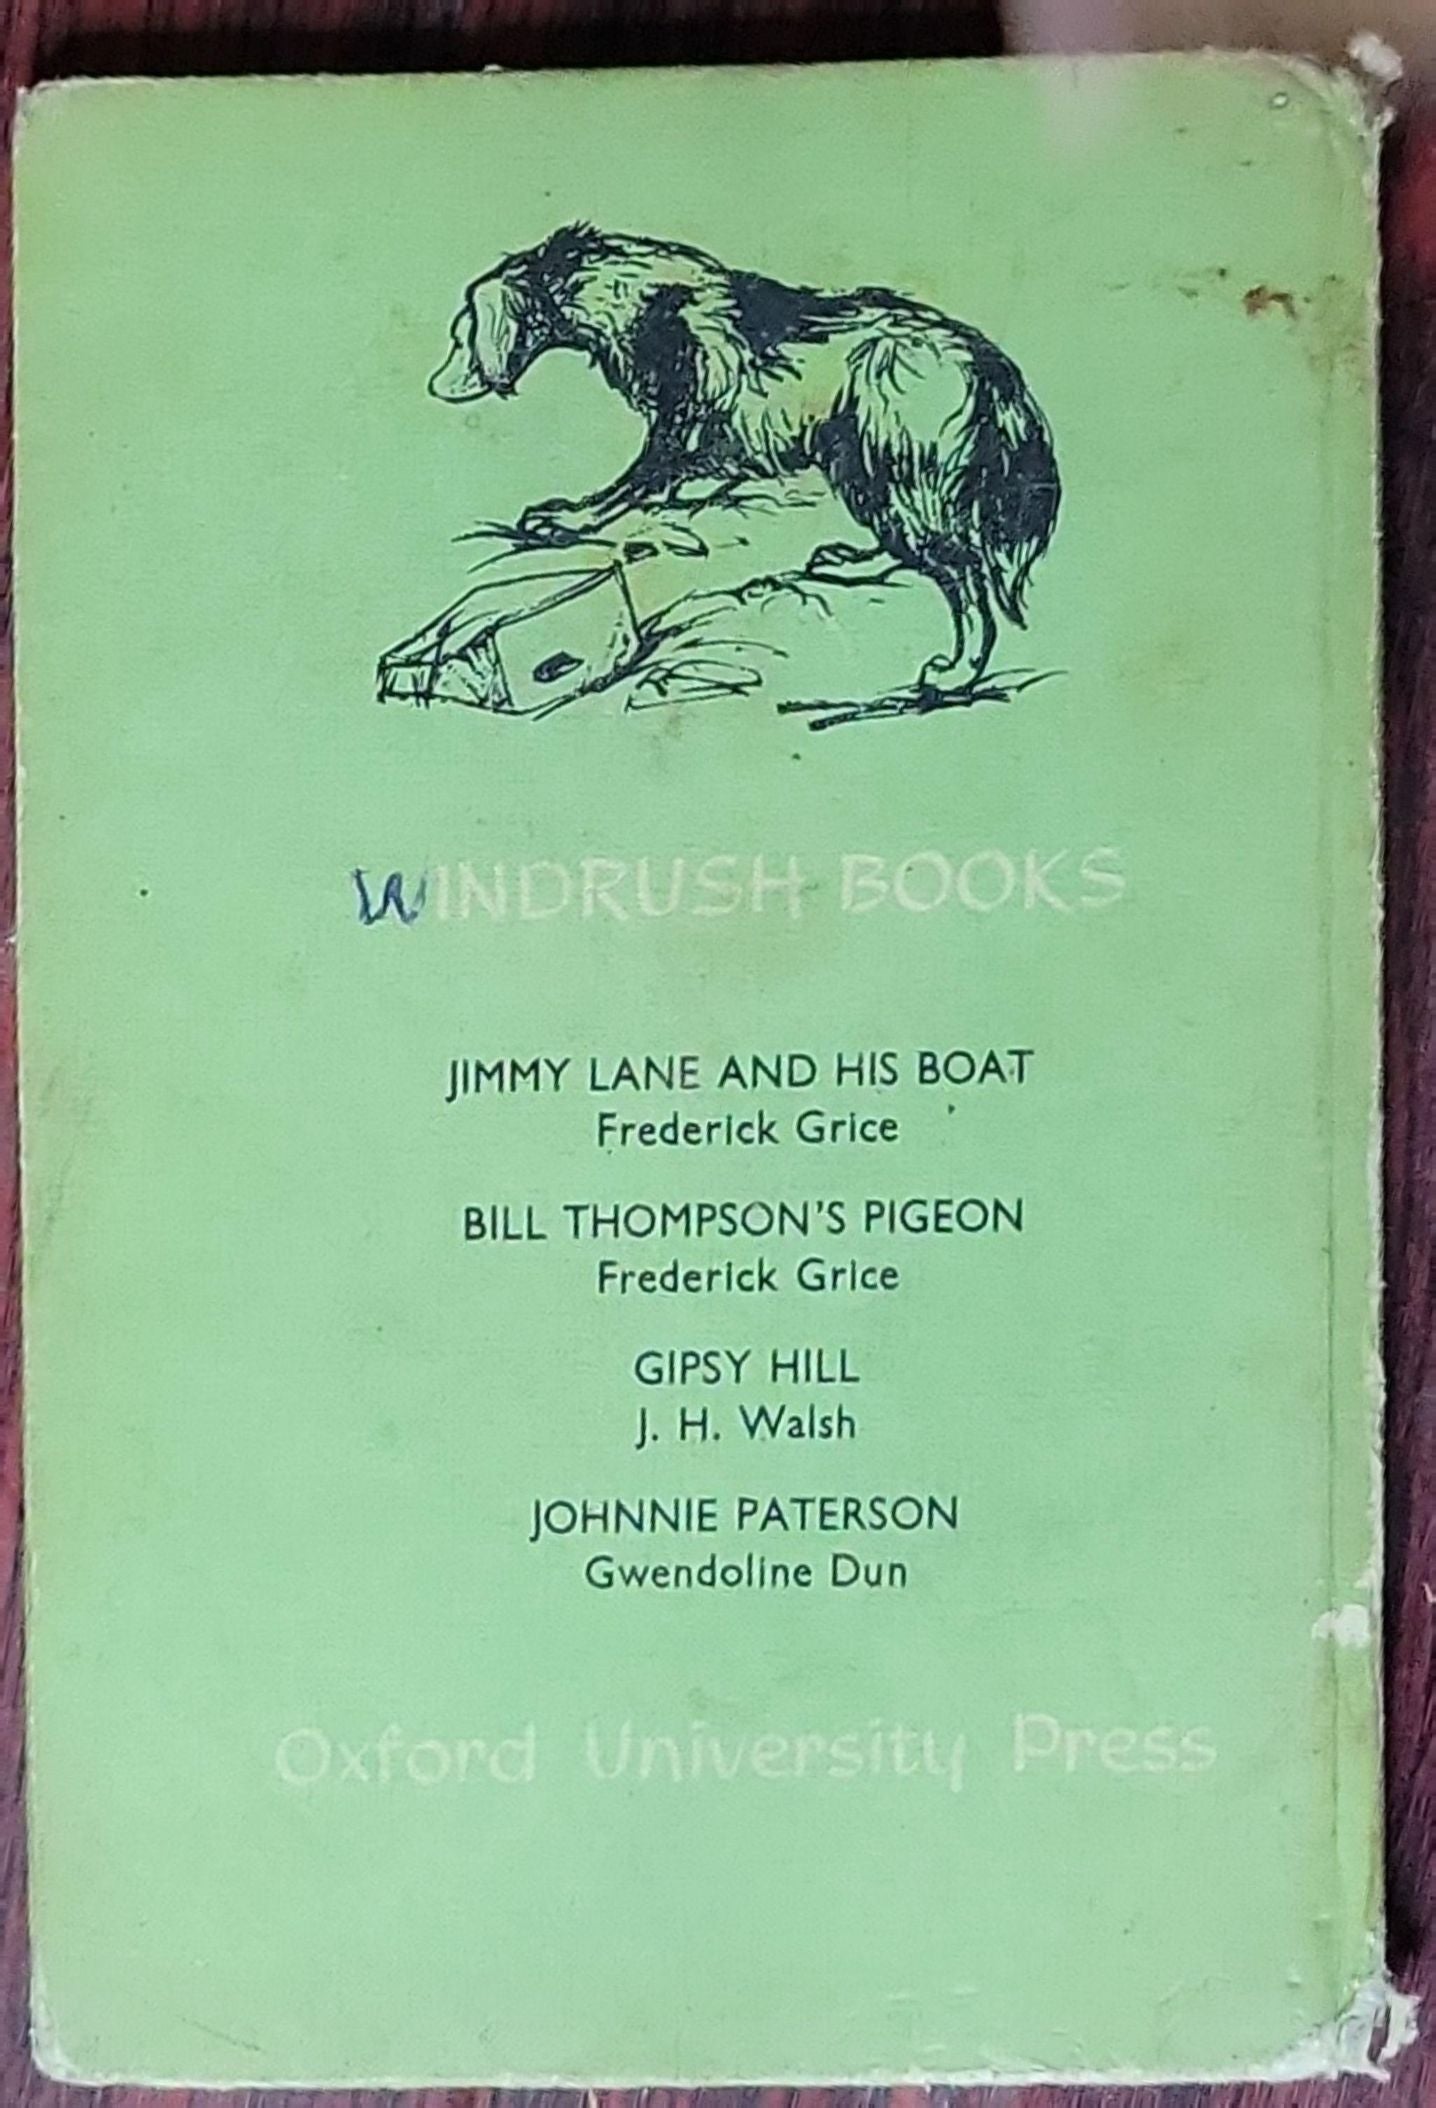 WINDRUSH BOOKS
JIMMY LANE AND HIS BOAT
Frederick Grice
BILL THOMPSON'S PIGEON
Frederick Grice
GIPSY HILL
J. H. Walsh
JOHNNIE PATERSON
Gwendoline Dun
Oxford University Press